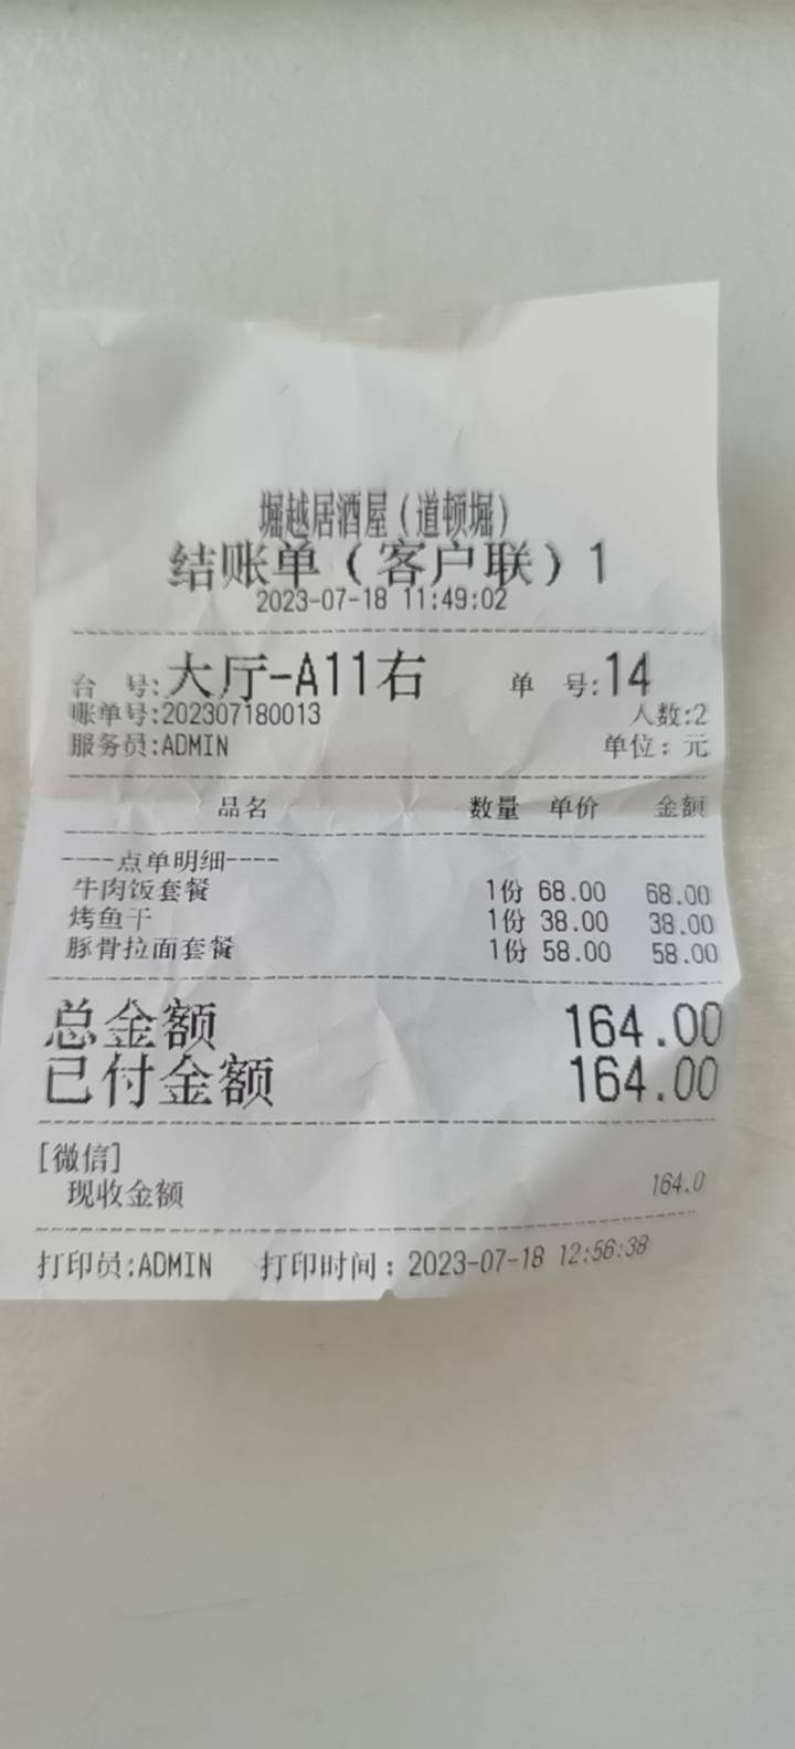 堀越居酒屋(道顿堀)
结账单(客户联)1
2023-07-18 11:49:02
台 号:大厅-A11右 单 号:14
账单号:202307180013 人数:2
服务员:ADMIN 单位:元
品名 数量 单价 金额
----点单明细----
牛肉饭套餐 1份 68.00 68.00
烤鱼干 1份 38.00 38.00
豚骨拉面套餐 1份 58.00 58.00
总金额 164.00
已付金额 164.00
[微信]
现收金额 164.0
打印员:ADMIN 打印时间:2023-07-18 12:56:38